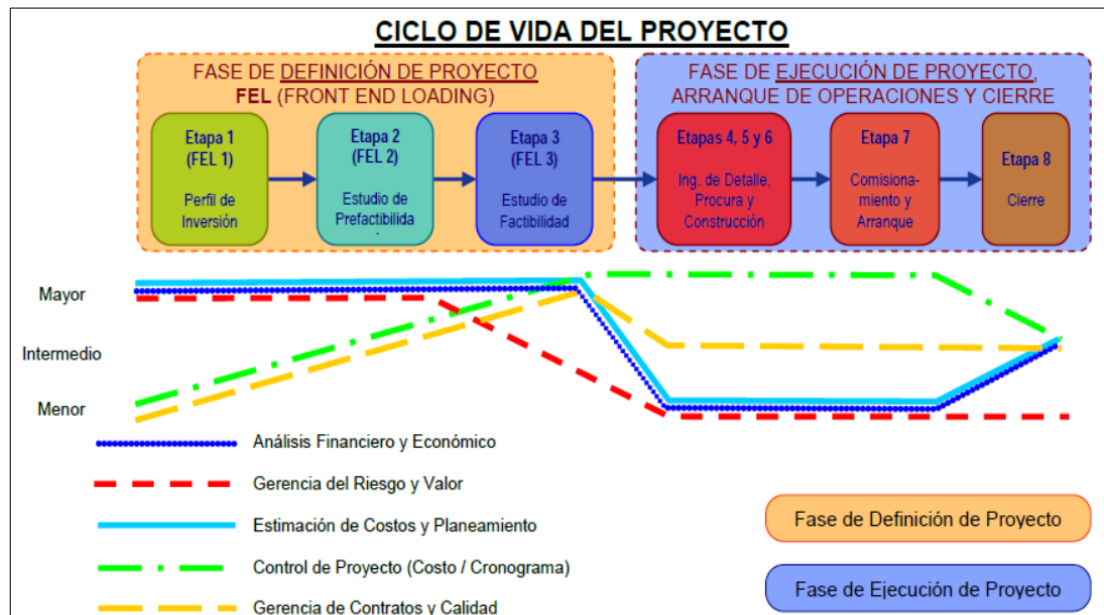 CICLO DE VIDA DEL PROYECTO
FASE DE DEFINICIÓN DE PROYECTO
FEL (FRONT END LOADING)
FASE DE EJECUCIÓN DE PROYECTO,
ARRANQUE DE OPERACIONES Y CIERRE
Etapa 1
(FEL 1)
Perfil de
Inversión
Etapa 2
(FEL 2)
Estudio de
Prefactibilida
Etapa 3
(FEL 3)
Estudio de
Factibilidad
Etapas 4, 5 y 6
Ing. de Detalle,
Procura y
Construcción
Etapa 7
Comisiona-
miento y
Arranque
Etapa 8
Cierre
Mayor
Intermedio
Menor
Análisis Financiero y Económico
Gerencia del Riesgo y Valor
Estimación de Costos y Planeamiento
Control de Proyecto (Costo / Cronograma)
Gerencia de Contratos y Calidad
Fase de Definición de Proyecto
Fase de Ejecución de Proyecto